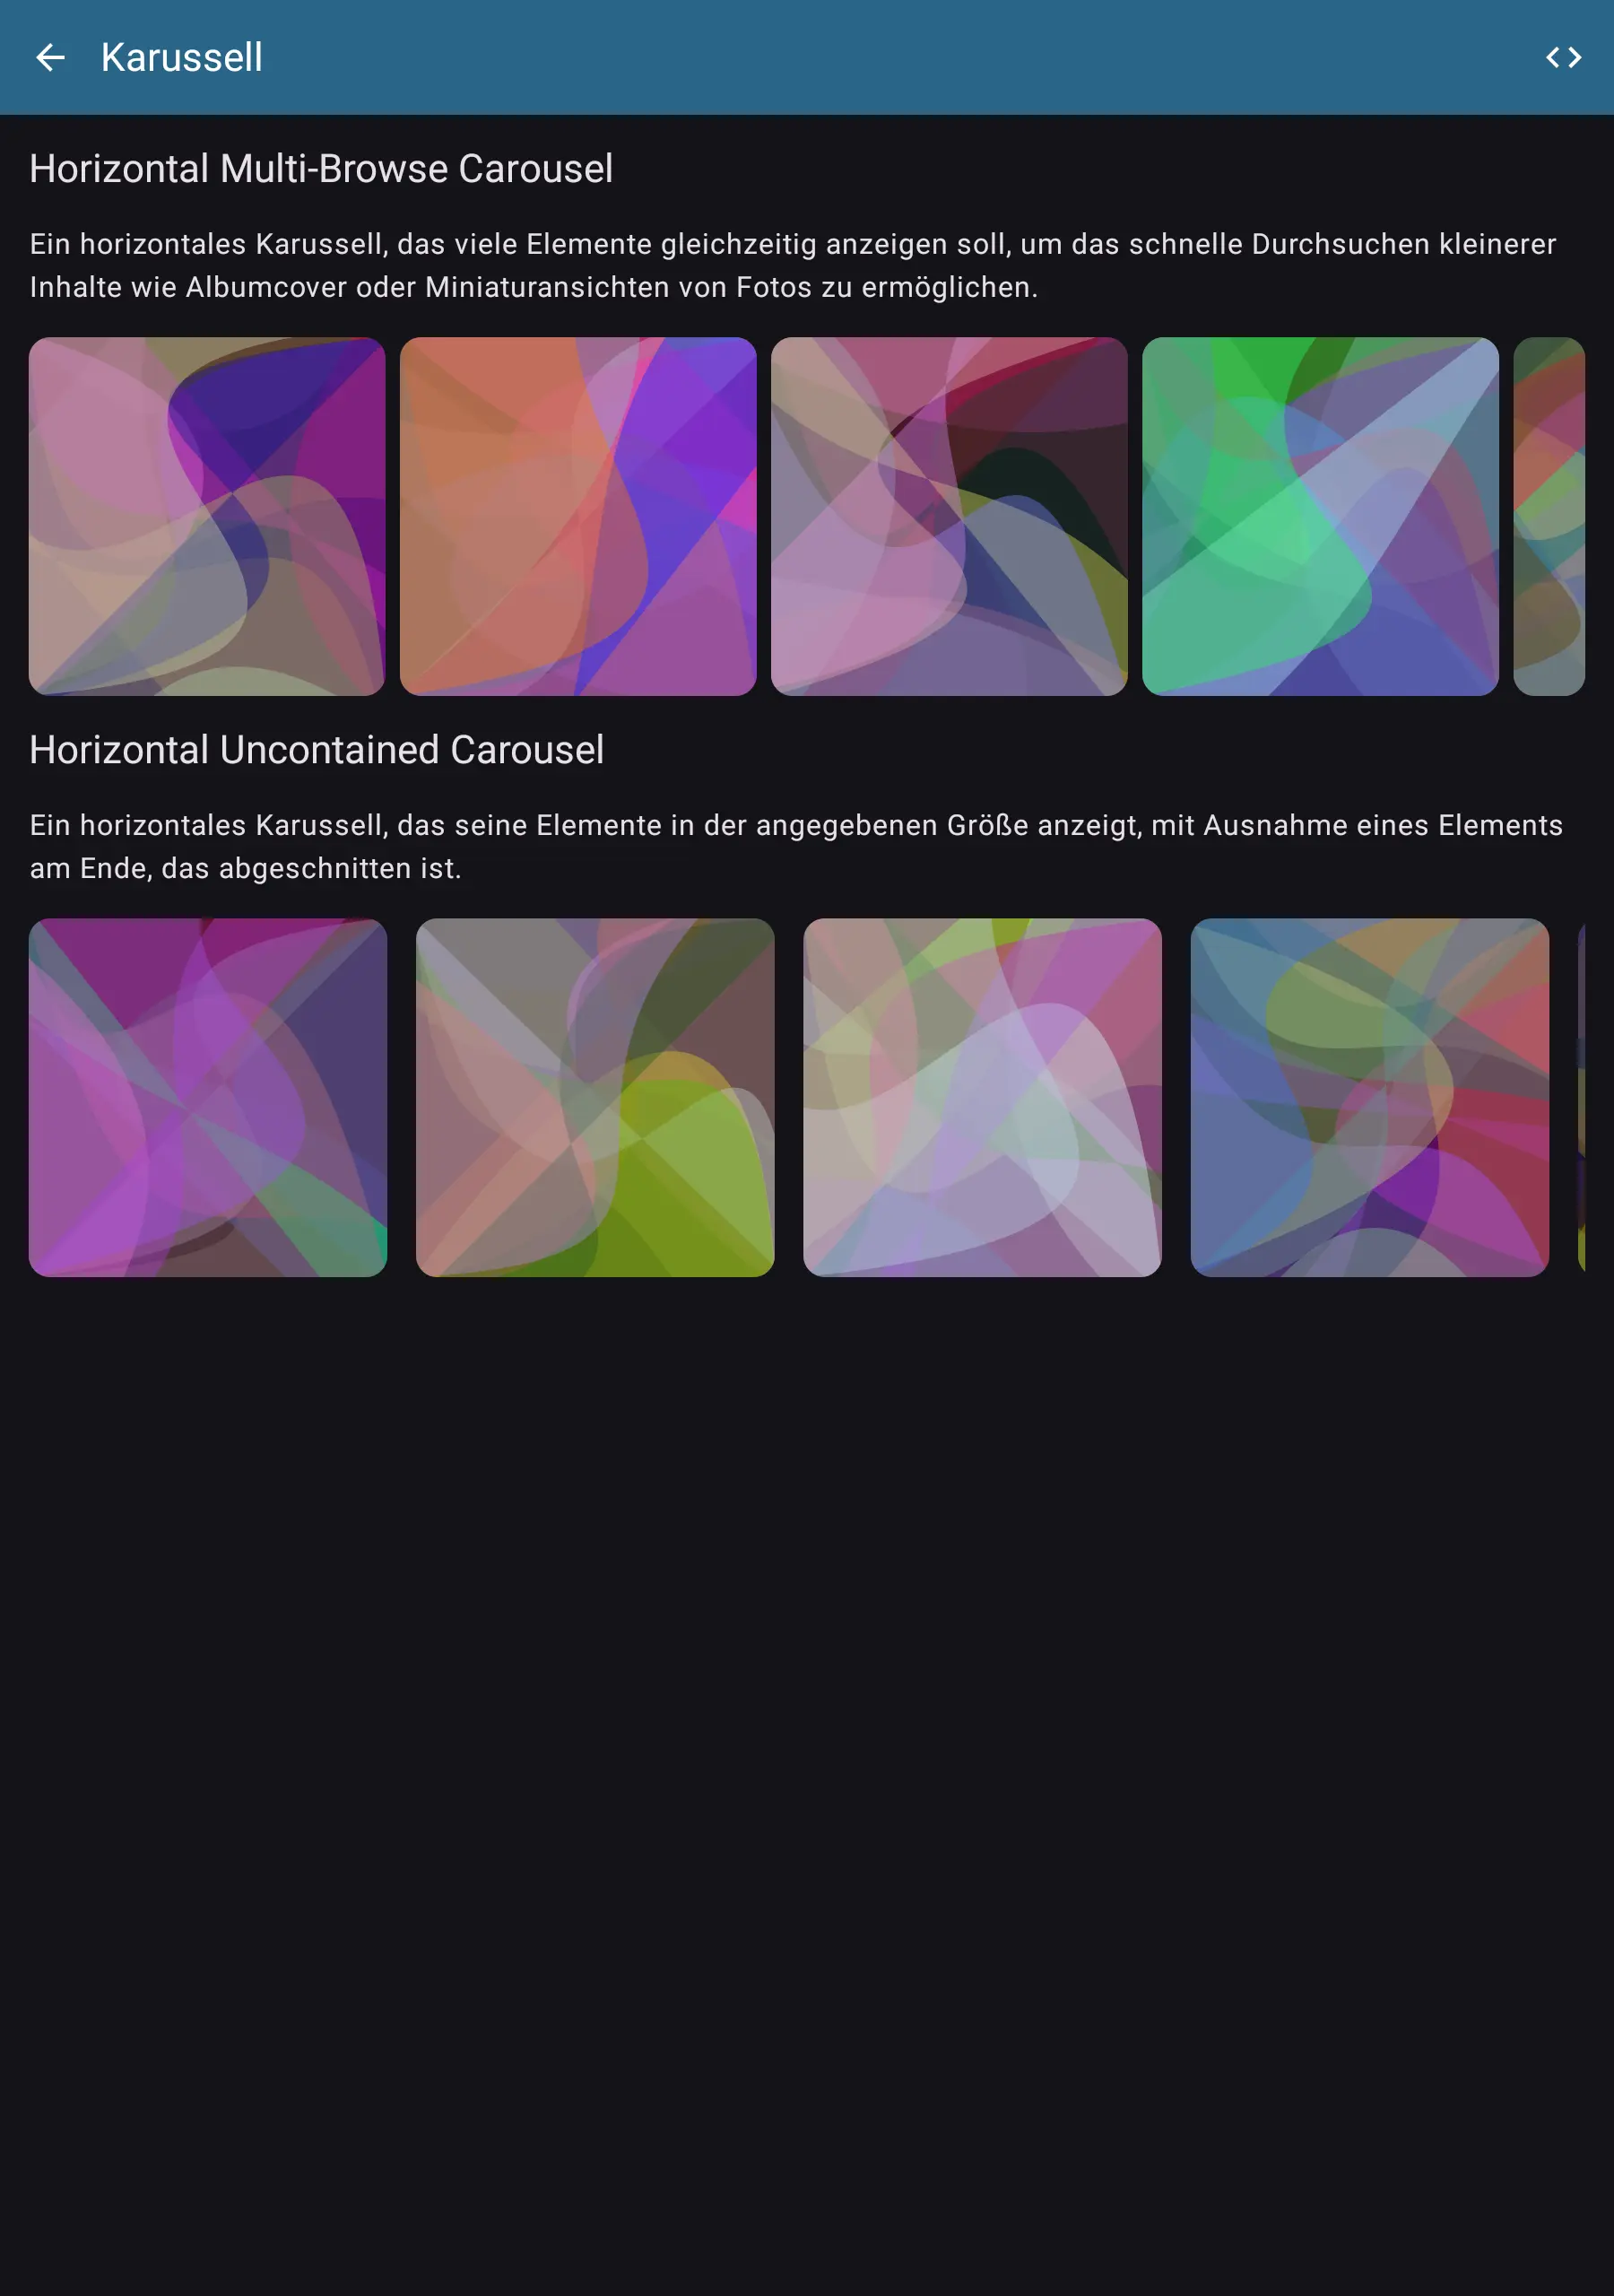 Karussell
Horizontal Multi-Browse Carousel
Ein horizontales Karussell, das viele Elemente gleichzeitig anzeigen soll, um das schnelle Durchsuchen kleinerer
Inhalte wie Albumcover oder Miniaturansichten von Fotos zu ermöglichen.
Horizontal Uncontained Carousel
Ein horizontales Karussell, das seine Elemente in der angegebenen Größe anzeigt, mit Ausnahme eines Elements
am Ende, das abgeschnitten ist.